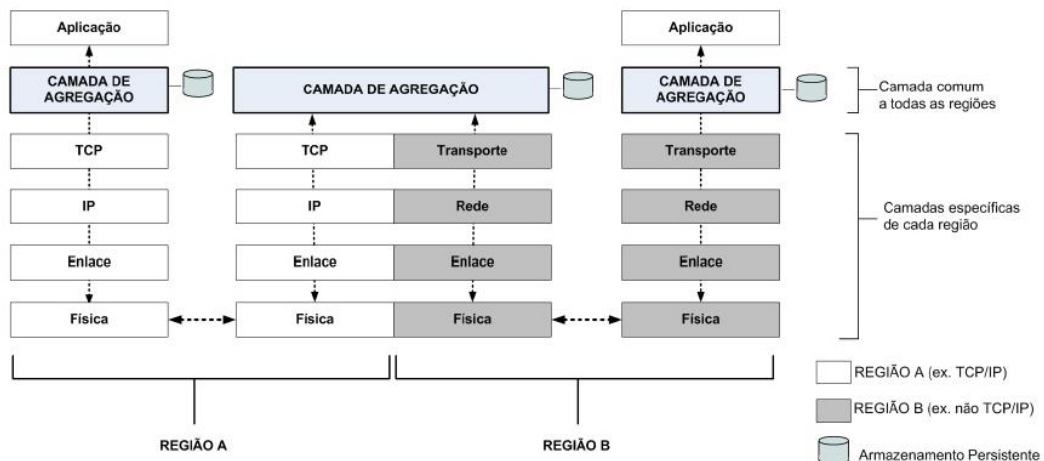 Aplicação
Aplicação
CAMADA DE
AGREGAÇÃO
CAMADA DE AGREGAÇÃO
CAMADA DE
AGREGAÇÃO
Camada comum
a todas as regiões
TCP
TCP
Transporte
Transporte
IP
IP
Rede
Rede
Camadas específicas
de cada região
Enlace
Enlace
Enlace
Enlace
Física
Física
Física
Física
REGIÃO A (ex. TCP/IP)
REGIÃO B (ex. não TCP/IP)
REGIÃO A
REGIÃO B
Armazenamento Persistente